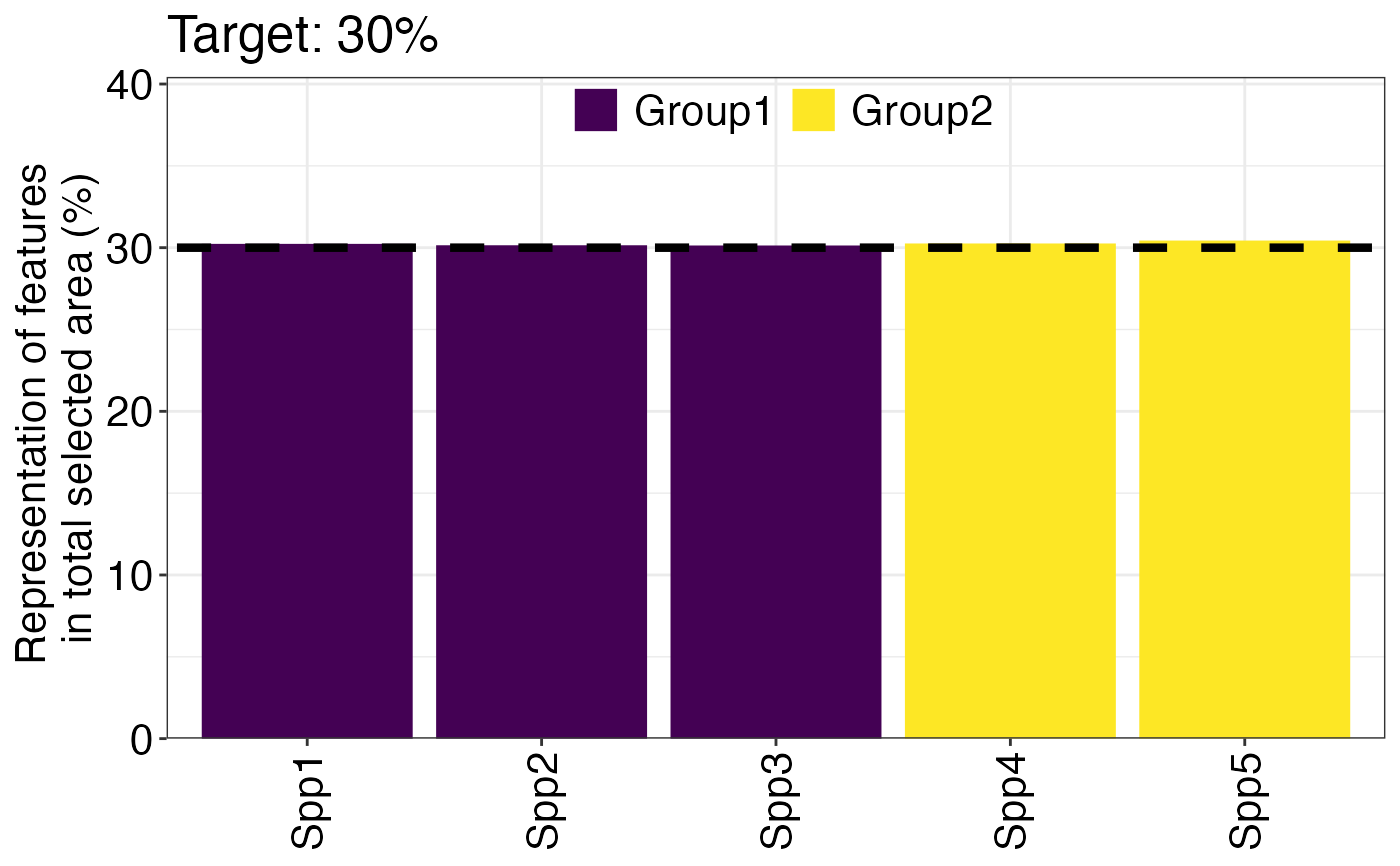 Target: 30%
Group1 Group2
Representation of features
in total selected area (%)
40
30
20
10
0
Spp1 Spp2 Spp3 Spp4 Spp5